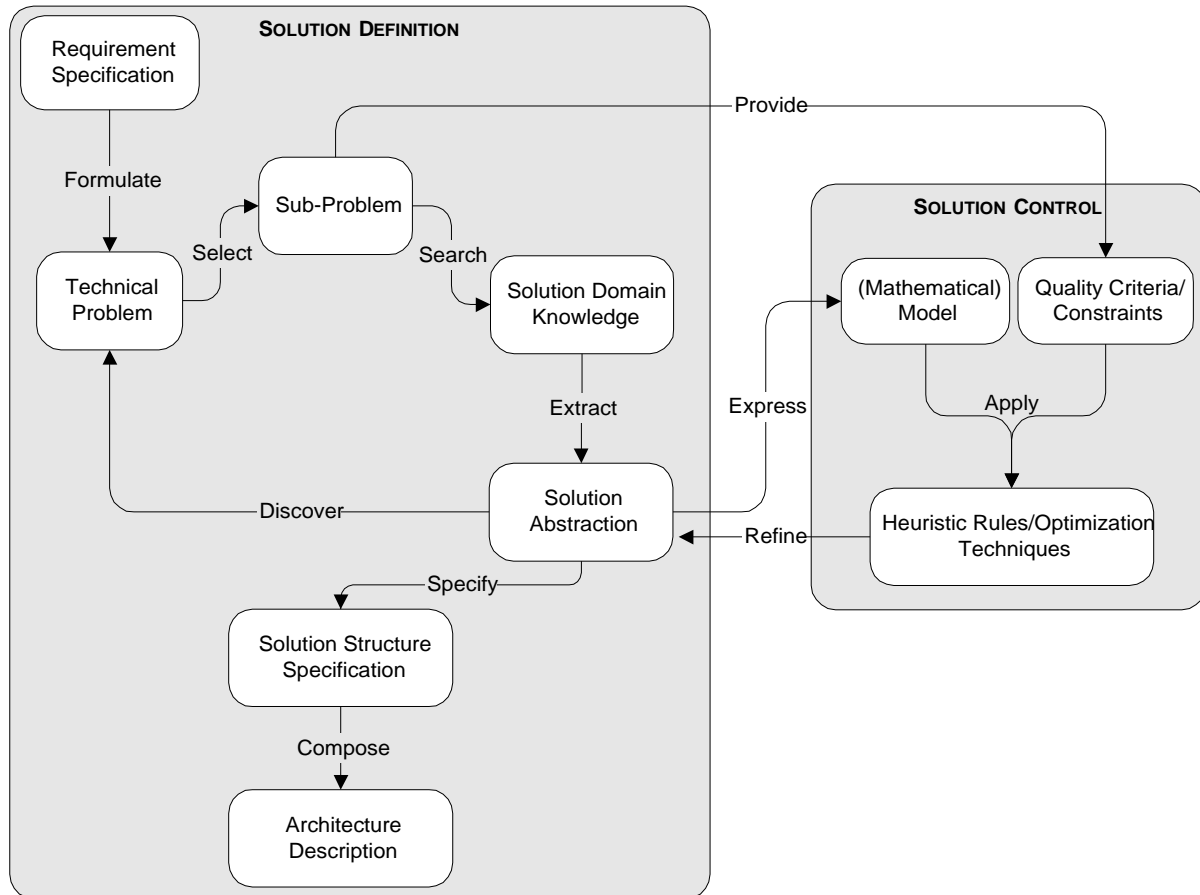 SOLUTION DEFINITION
Requirement
Specification
Provide
Formulate
Sub-Problem
SOLUTION CONTROL
Select
Search
Technical
Problem
Solution Domain
Knowledge
(Mathematical)
Model
Quality Criteria/
Constraints
Extract
Express
Apply
Discover
Solution
Abstraction
Refine
Heuristic Rules/Optimization
Techniques
Specify
Solution Structure
Specification
Compose
Architecture
Description